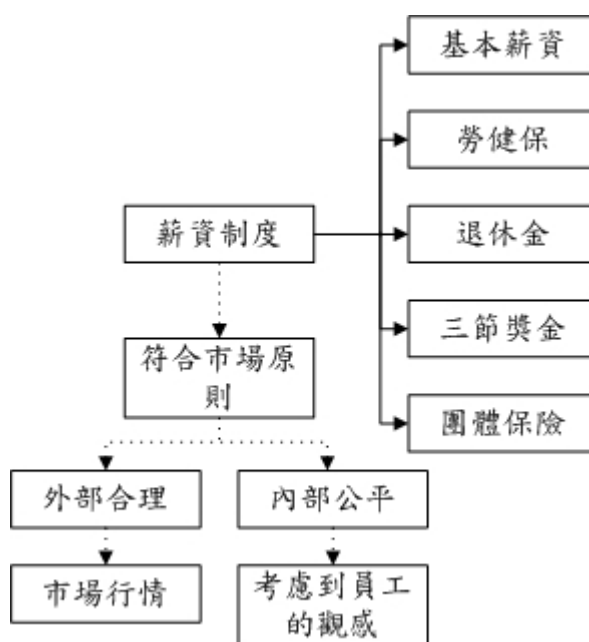 基本薪資
勞健保
薪資制度
退休金
三節獎金
符合市場原
則
團體保險
外部合理
內部公平
市場行情
考慮到員工
的觀感